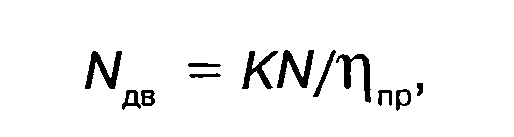 N_дв = KN/η_пр,